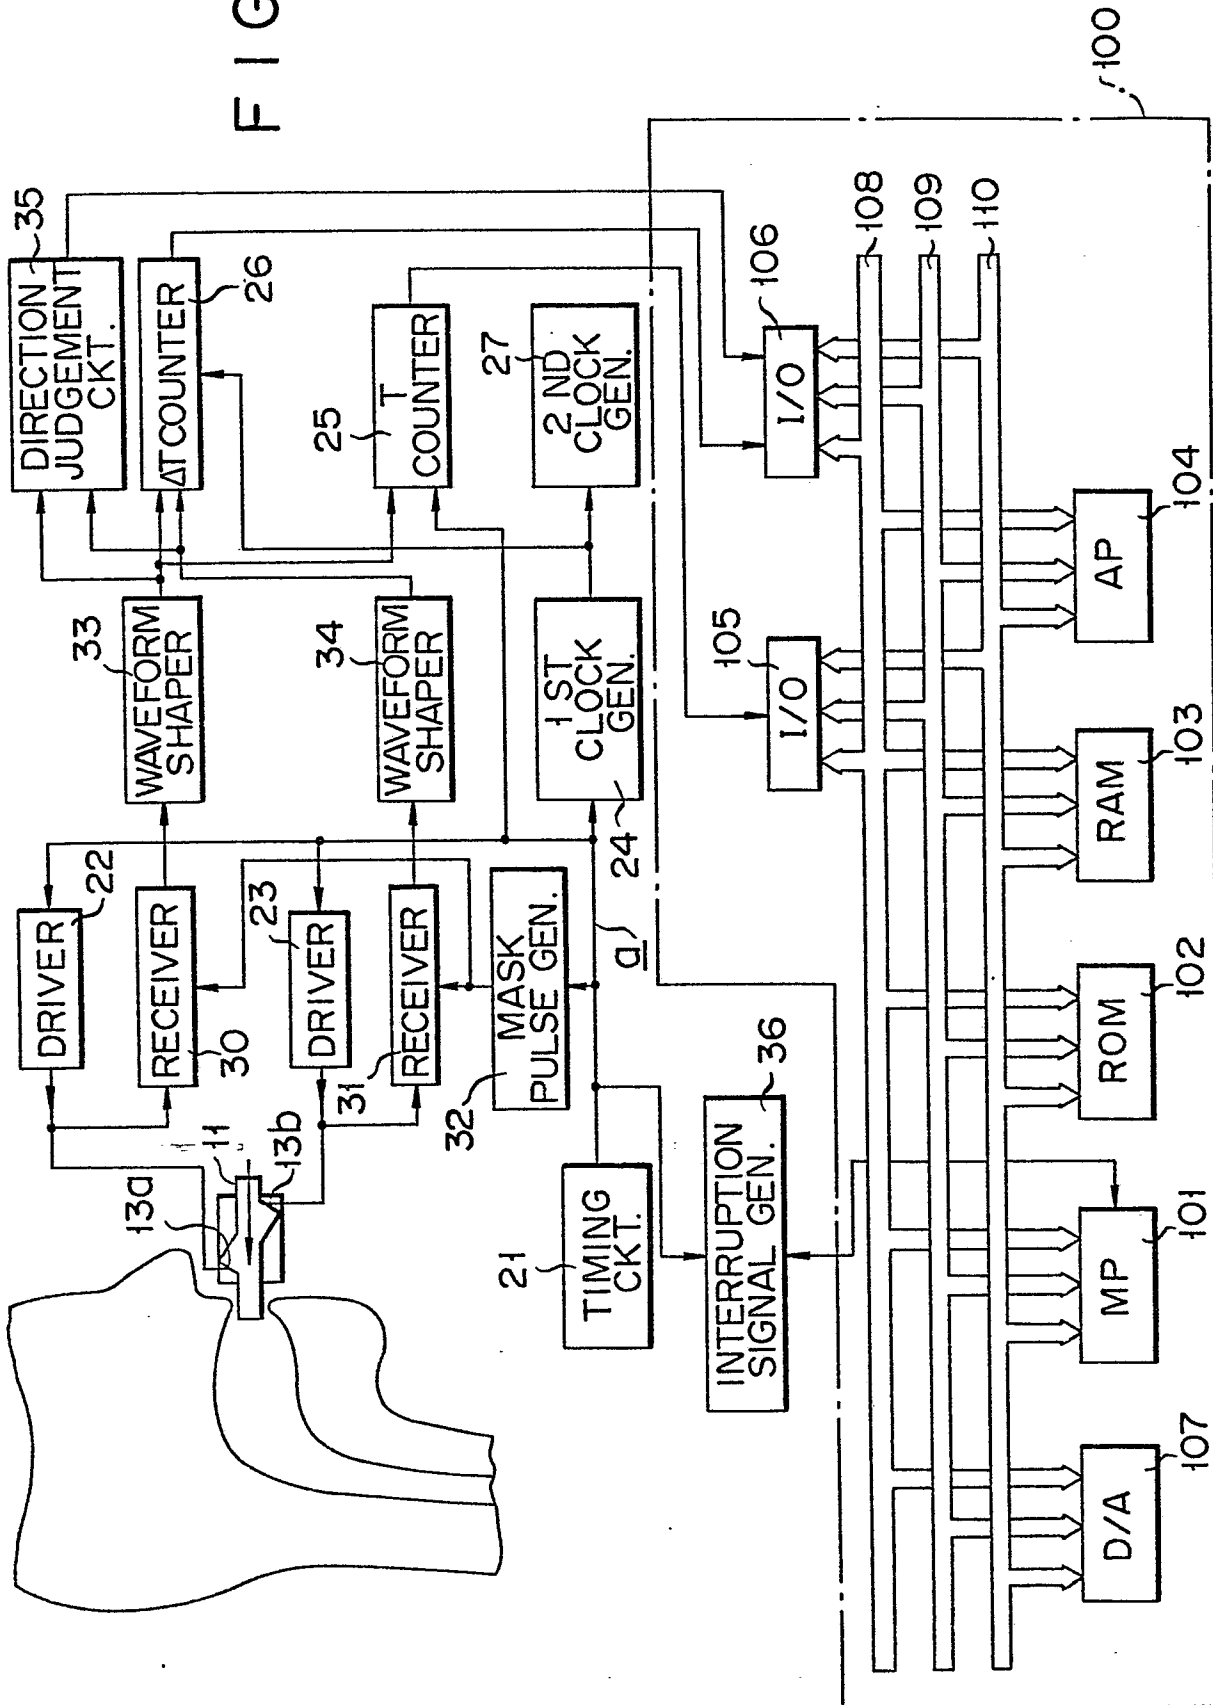 F I G
DRIVER
22
RECEIVER
30
DRIVER
23
RECEIVER
31
MASK
PULSE GEN.
32
WAVEFORM
SHAPER
33
WAVEFORM
SHAPER
34
DIRECTION
JUDGEMENT
CKT.
35
ΔT COUNTER
26
T
COUNTER
25
1 ST
CLOCK
GEN.
24
2 ND
CLOCK
GEN.
27
13a
11
13b
a
TIMING
CKT.
21
INTERRUPTION
SIGNAL GEN.
36
I/O
105
I/O
106
108
109
110
100
D/A
107
MP
101
ROM
102
RAM
103
AP
104